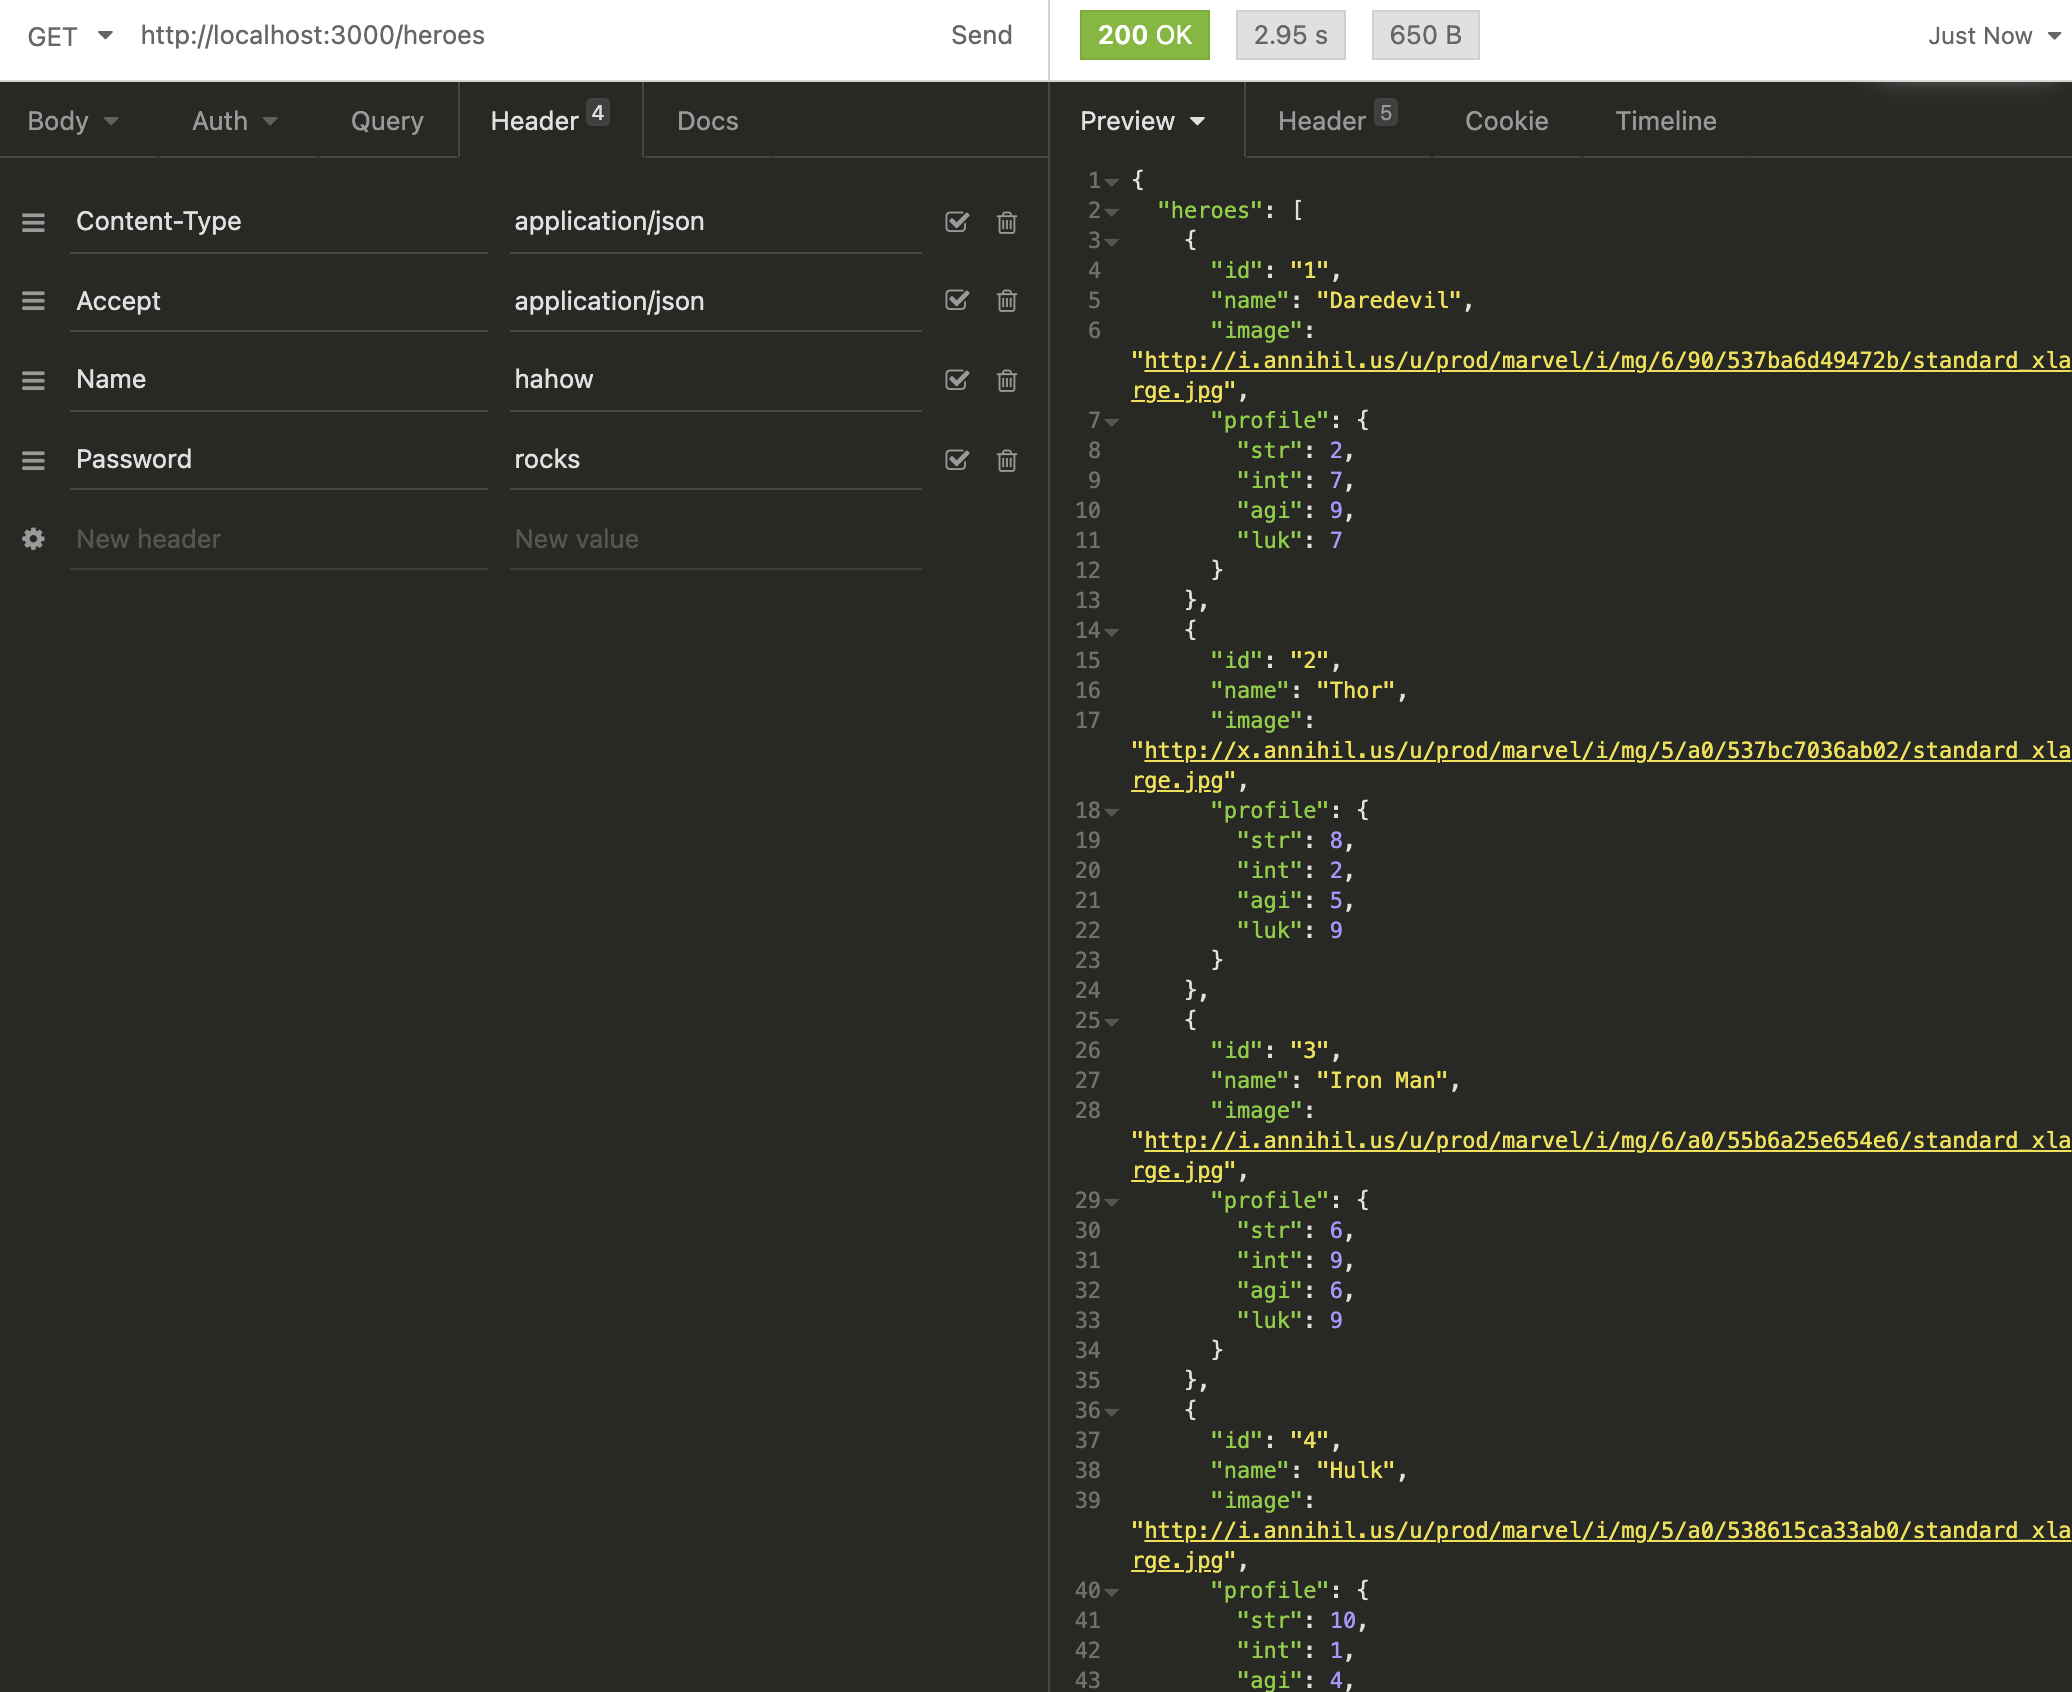 GET http://localhost:3000/heroes Send
200 OK 2.95 s 650 B Just Now
Body Auth Query Header 4 Docs
Content-Type application/json
Accept application/json
Name hahow
Password rocks
New header New value
Preview Header 5 Cookie Timeline
1 {
2 "heroes": [
3 {
4 "id": "1",
5 "name": "Daredevil",
6 "image":
"http://i.annihil.us/u/prod/marvel/i/mg/6/90/537ba6d49472b/standard_xla
rge.jpg",
7 "profile": {
8 "str": 2,
9 "int": 7,
10 "agi": 9,
11 "luk": 7
12 }
13 },
14 {
15 "id": "2",
16 "name": "Thor",
17 "image":
"http://x.annihil.us/u/prod/marvel/i/mg/5/a0/537bc7036ab02/standard_xla
rge.jpg",
18 "profile": {
19 "str": 8,
20 "int": 2,
21 "agi": 5,
22 "luk": 9
23 }
24 },
25 {
26 "id": "3",
27 "name": "Iron Man",
28 "image":
"http://i.annihil.us/u/prod/marvel/i/mg/6/a0/55b6a25e654e6/standard_xla
rge.jpg",
29 "profile": {
30 "str": 6,
31 "int": 9,
32 "agi": 6,
33 "luk": 9
34 }
35 },
36 {
37 "id": "4",
38 "name": "Hulk",
39 "image":
"http://i.annihil.us/u/prod/marvel/i/mg/5/a0/538615ca33ab0/standard_xla
rge.jpg",
40 "profile": {
41 "str": 10,
42 "int": 1,
43 "agi": 4,